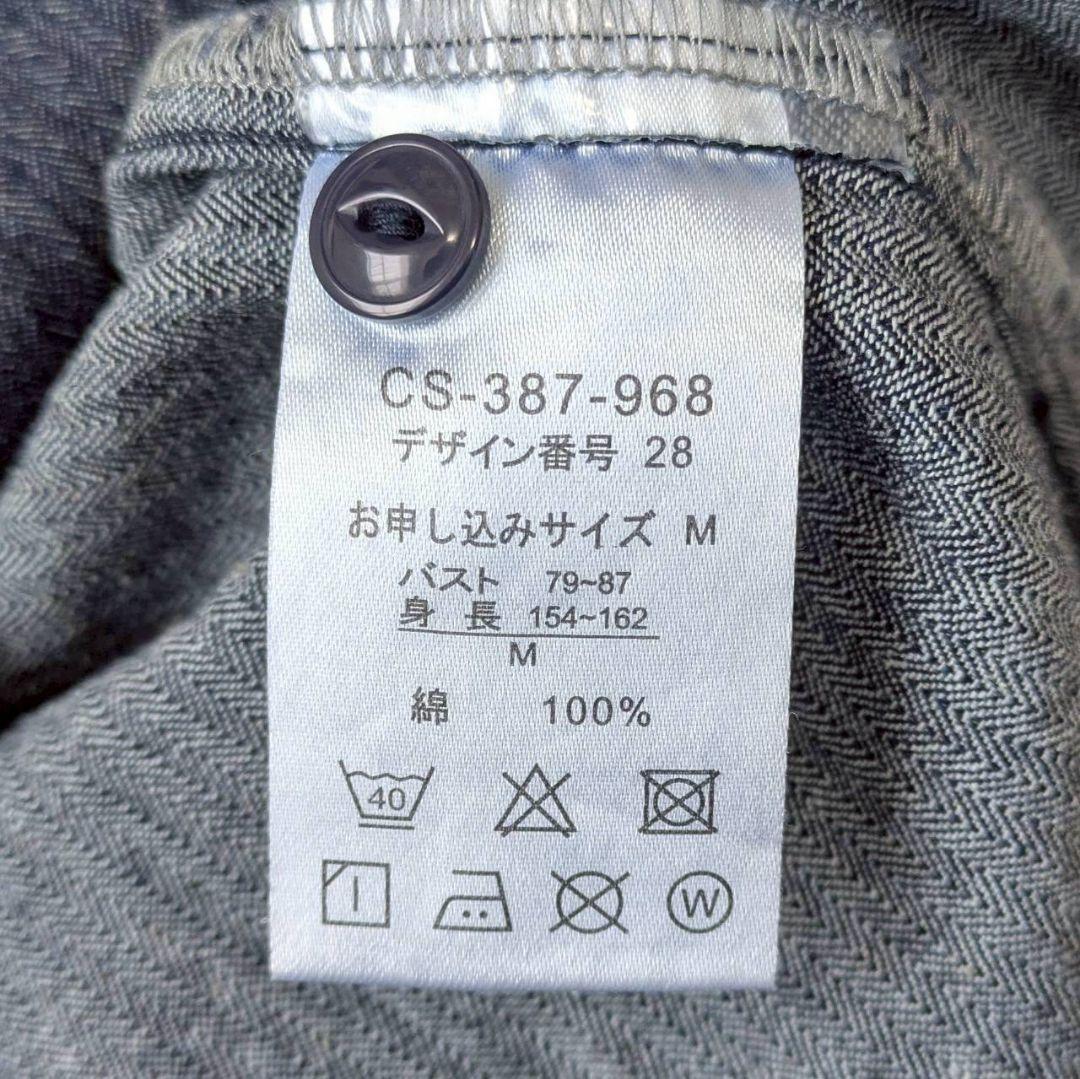 CS-387-968
デザイン番号 28
お申し込みサイズ M
バスト 79~87
身 長 154~162
M
綿 100%
40
W